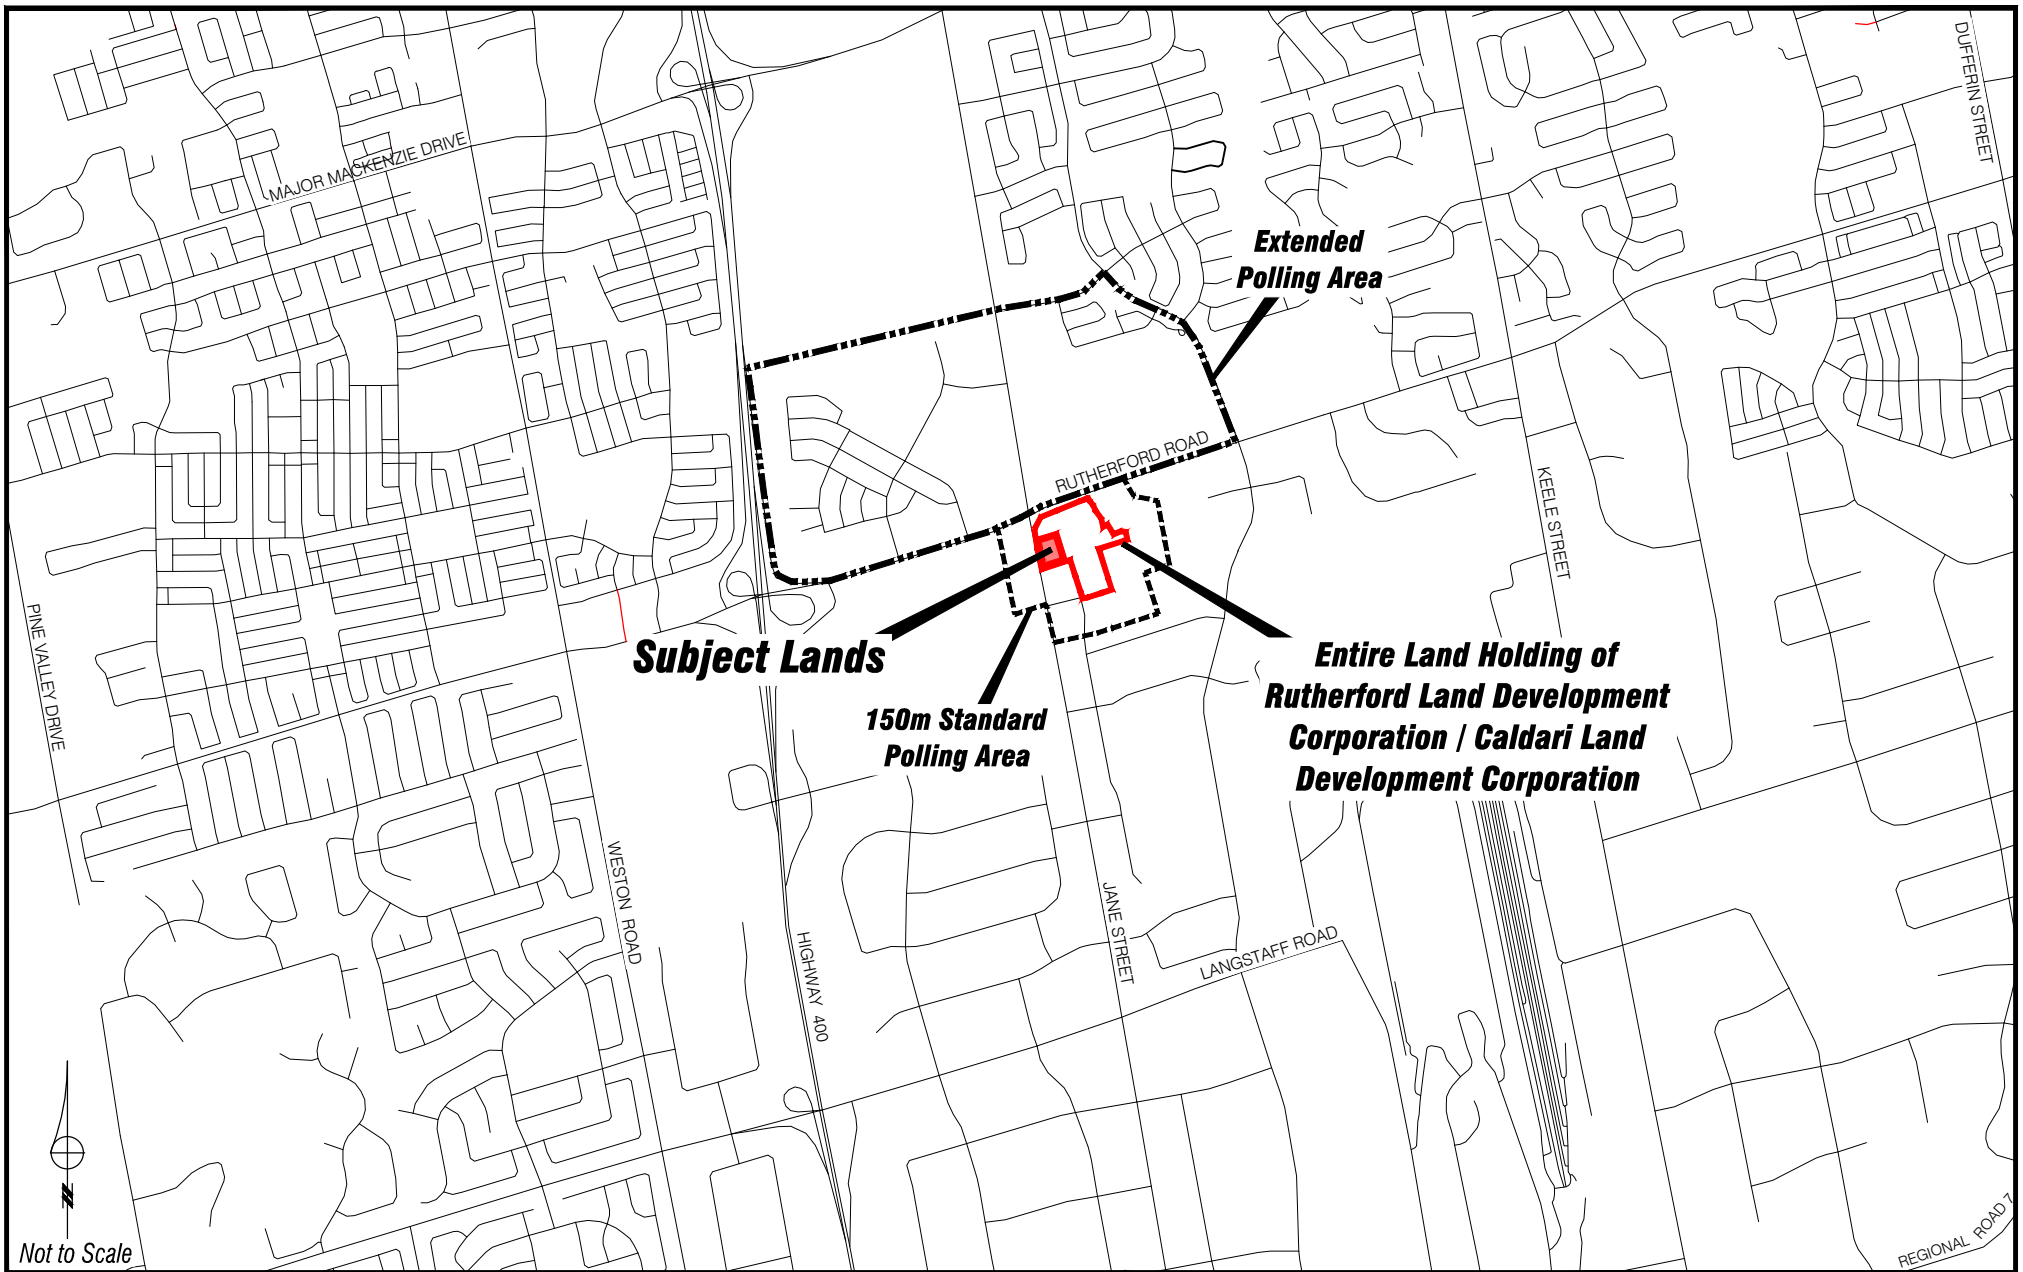 DUFFERIN STREET
MAJOR MACKENZIE DRIVE
Extended
Polling Area
RUTHERFORD ROAD
KEELE STREET
PINE VALLEY DRIVE
Subject Lands
150m Standard
Polling Area
Entire Land Holding of
Rutherford Land Development
Corporation / Caldari Land
Development Corporation
WESTON ROAD
HIGHWAY 400
JANE STREET
LANGSTAFF ROAD
N
Not to Scale
REGIONAL ROAD 7